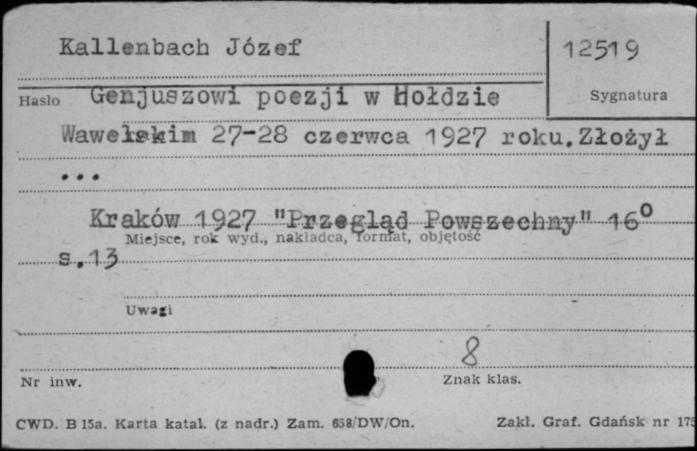 Kallenbach Józef
12519
Hasło Genjuszowi poezji w Hołdzie
Sygnatura
Wawelskim 27-28 czerwca 1927 roku.Złożył
...
Kraków 1927 "Przegląd Powszechny" 16°
Miejsce, rok wyd., nakładca, format, objętość
s.13
Uwagi
8
Nr inw.
Znak klas.
CWD. B 15a. Karta katal. (z nadr.) Zam. 658/DW/On.
Zakł. Graf. Gdańsk nr 175